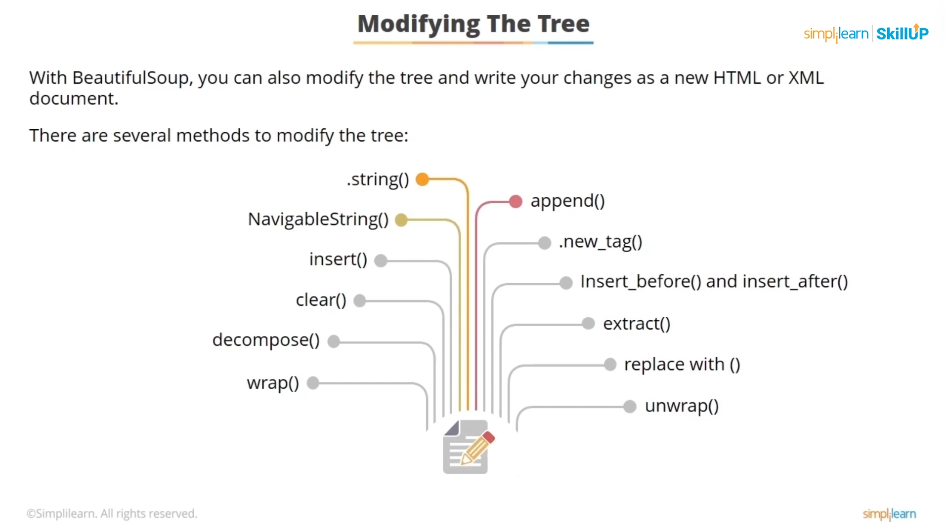 Modifying The Tree
simplilearn | SkillUP
With BeautifulSoup, you can also modify the tree and write your changes as a new HTML or XML
document.
There are several methods to modify the tree:
.string()
append()
NavigableString()
.new_tag()
insert()
Insert_before() and insert_after()
clear()
extract()
decompose()
replace with ()
wrap()
unwrap()
©Simplilearn. All rights reserved.
simplilearn